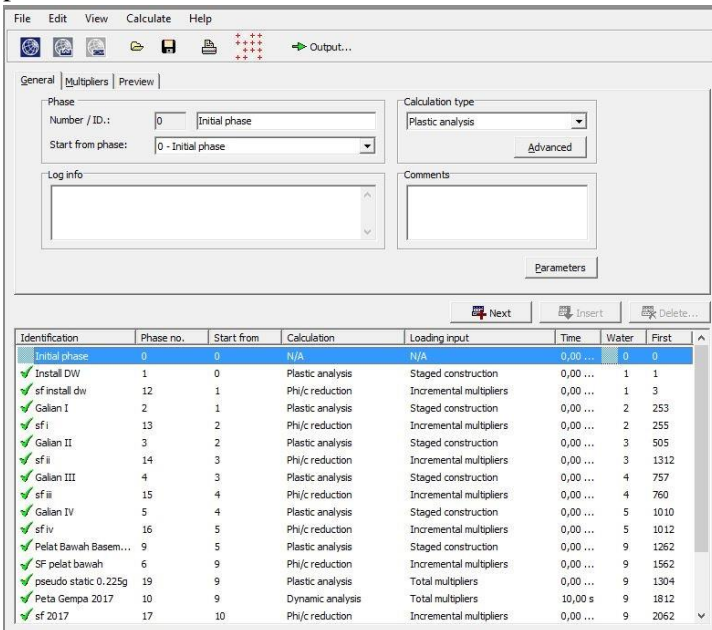 File Edit View Calculate Help
Output...
General Multipliers Preview
Phase
Number / ID.: 0 Initial phase
Start from phase: 0 - Initial phase
Calculation type
Plastic analysis
Advanced
Log info
Comments
Parameters
Next Insert Delete...
Identification Phase no. Start from Calculation Loading input Time Water First
Initial phase 0 0 N/A N/A 0,00 ... 0 0
Install DW 1 0 Plastic analysis Staged construction 0,00 ... 1 1
sf install dw 12 1 Phi/c reduction Incremental multipliers 0,00 ... 1 3
Galian I 2 1 Plastic analysis Staged construction 0,00 ... 2 253
sf i 13 2 Phi/c reduction Incremental multipliers 0,00 ... 2 255
Galian II 3 2 Plastic analysis Staged construction 0,00 ... 3 505
sf ii 14 3 Phi/c reduction Incremental multipliers 0,00 ... 3 1312
Galian III 4 3 Plastic analysis Staged construction 0,00 ... 4 757
sf iii 15 4 Phi/c reduction Incremental multipliers 0,00 ... 4 760
Galian IV 5 4 Plastic analysis Staged construction 0,00 ... 5 1010
sf iv 16 5 Phi/c reduction Incremental multipliers 0,00 ... 5 1012
Pelat Bawah Basem... 9 5 Plastic analysis Staged construction 0,00 ... 9 1262
SF pelat bawah 6 9 Phi/c reduction Incremental multipliers 0,00 ... 9 1562
pseudo static 0.225g 19 9 Plastic analysis Total multipliers 0,00 ... 9 1304
Peta Gempa 2017 10 9 Dynamic analysis Total multipliers 10,00 s 9 1812
sf 2017 17 10 Phi/c reduction Incremental multipliers 0,00 ... 9 2062